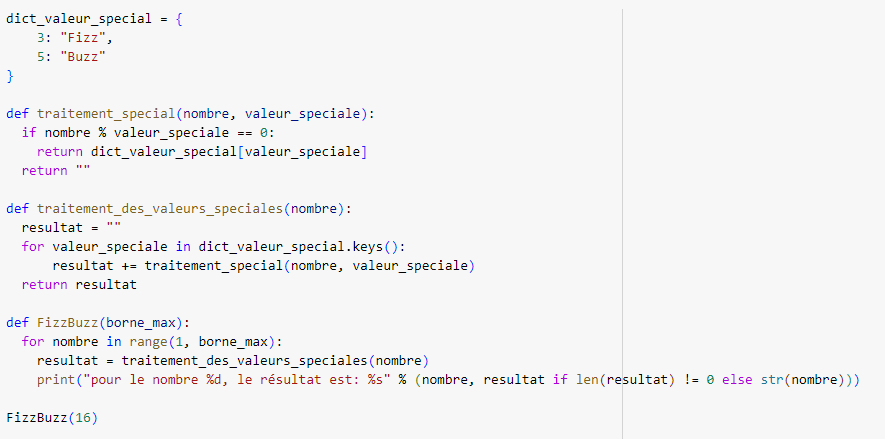 dict_valeur_special = {
    3: "Fizz",
    5: "Buzz"
}

def traitement_special(nombre, valeur_speciale):
  if nombre % valeur_speciale == 0:
    return dict_valeur_special[valeur_speciale]
  return ""

def traitement_des_valeurs_speciales(nombre):
  resultat = ""
  for valeur_speciale in dict_valeur_special.keys():
      resultat += traitement_special(nombre, valeur_speciale)
  return resultat

def FizzBuzz(borne_max):
  for nombre in range(1, borne_max):
    resultat = traitement_des_valeurs_speciales(nombre)
    print("pour le nombre %d, le résultat est: %s" % (nombre, resultat if len(resultat) != 0 else str(nombre)))

FizzBuzz(16)